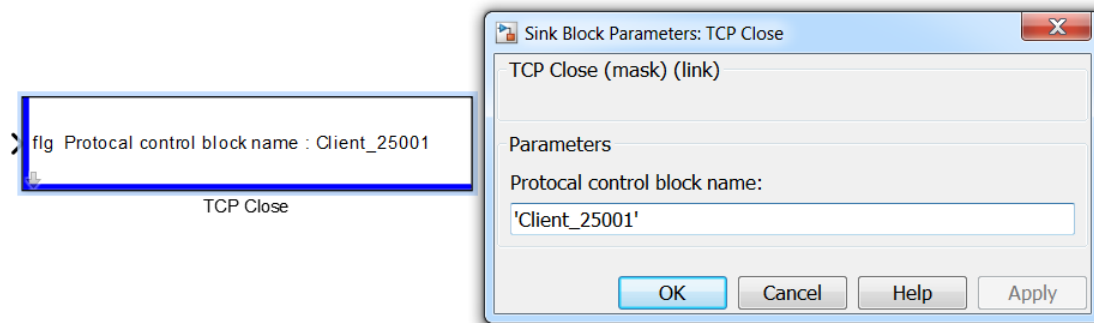 flg Protocal control block name : Client_25001
TCP Close
Sink Block Parameters: TCP Close
X
TCP Close (mask) (link)
Parameters
Protocal control block name:
'Client_25001'
OK
Cancel
Help
Apply